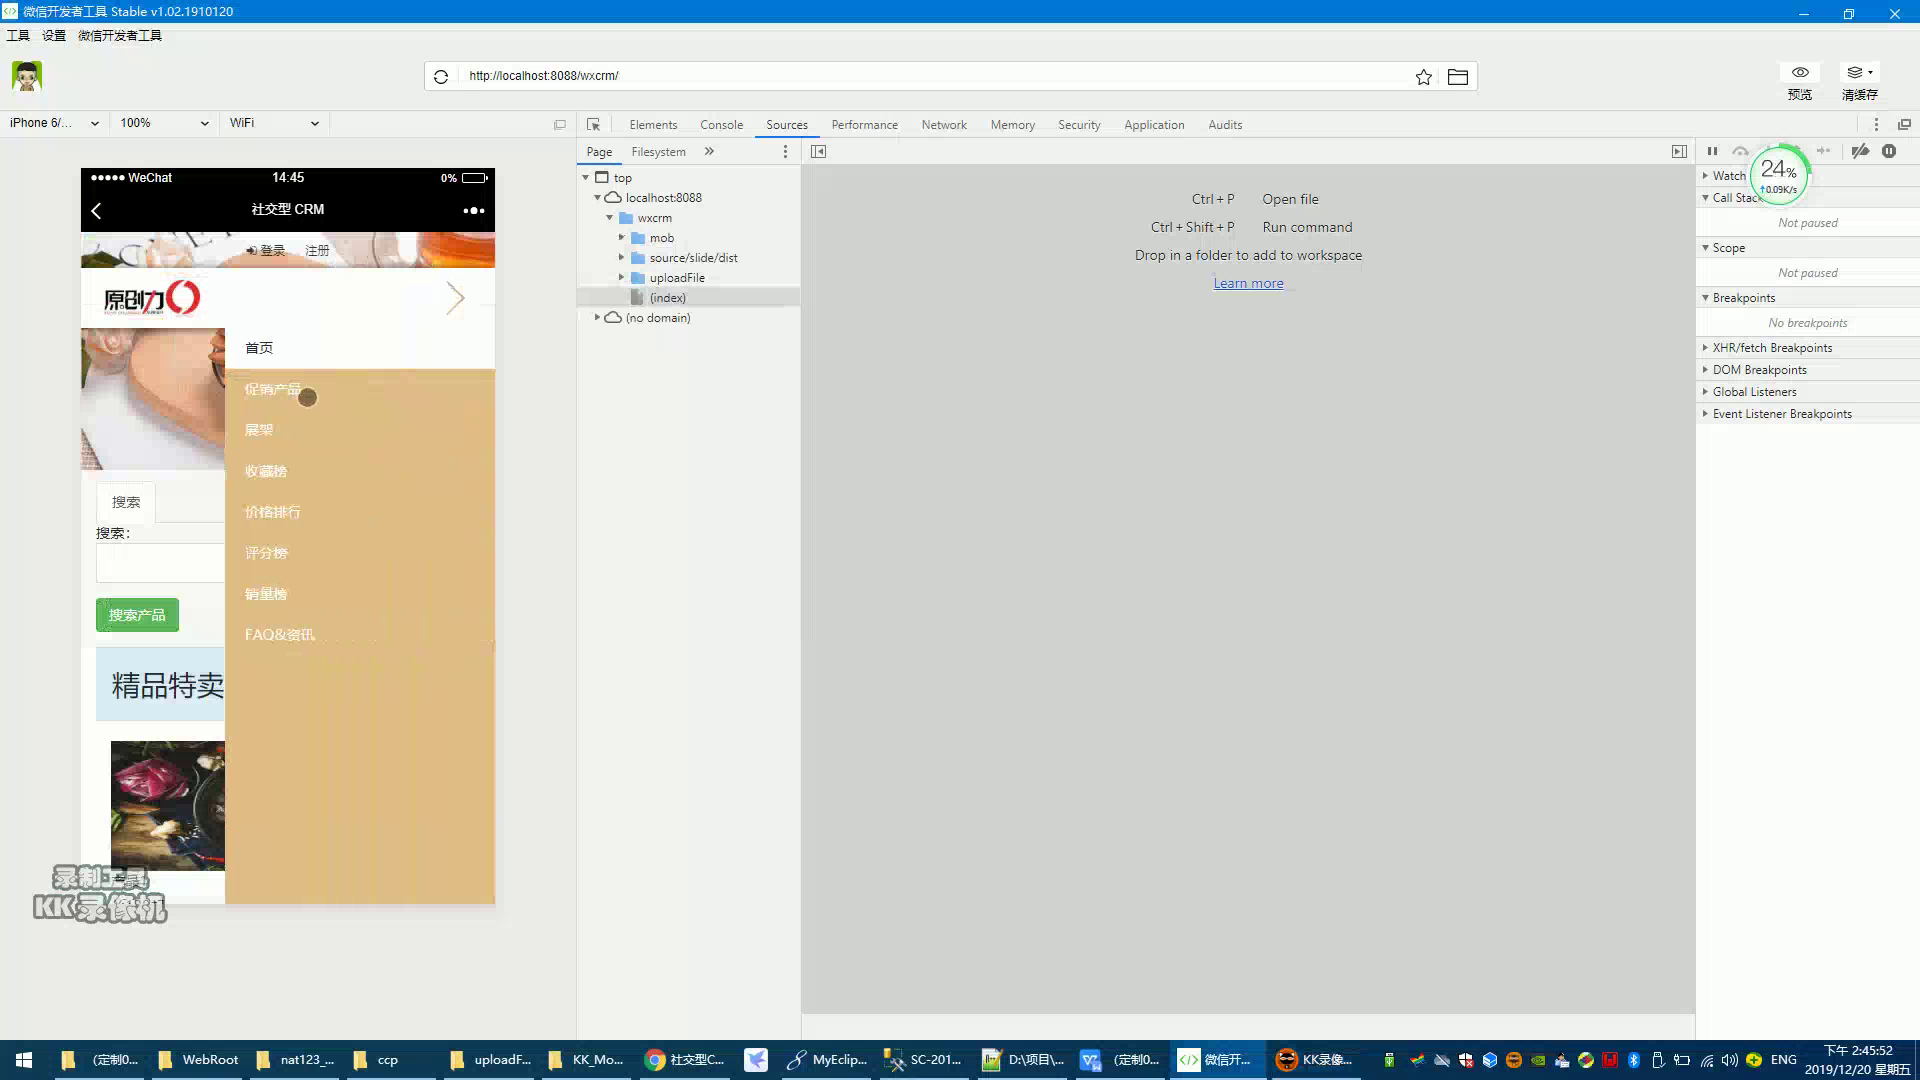 微信开发者工具 Stable v1.02.1910120
工具 设置 微信开发者工具
http://localhost:8088/wxcrm/
预览
清缓存
iPhone 6/... 100% WiFi
Elements Console Sources Performance Network Memory Security Application Audits
Page Filesystem »
WeChat 14:45 0%
社交型 CRM
登录 注册
原创力
首页
促销产品
展架
收藏榜
价格排行
评分榜
销量榜
FAQ&资讯
搜索
搜索：
搜索产品
精品特卖
录制工具
KK录像机
top
localhost:8088
wxcrm
mob
source/slide/dist
uploadFile
(index)
(no domain)
Ctrl + P Open file
Ctrl + Shift + P Run command
Drop in a folder to add to workspace
Learn more
24%
↑0.09K/s
Watch
Call Stack
Not paused
Scope
Not paused
Breakpoints
No breakpoints
XHR/fetch Breakpoints
DOM Breakpoints
Global Listeners
Event Listener Breakpoints
(定制0... WebRoot nat123_... ccp uploadF... KK_Mo... 社交型C... MyEclip... SC-201... D:\项目\... (定制0... 微信开... KK录像... ENG
下午 2:45:52
2019/12/20 星期五